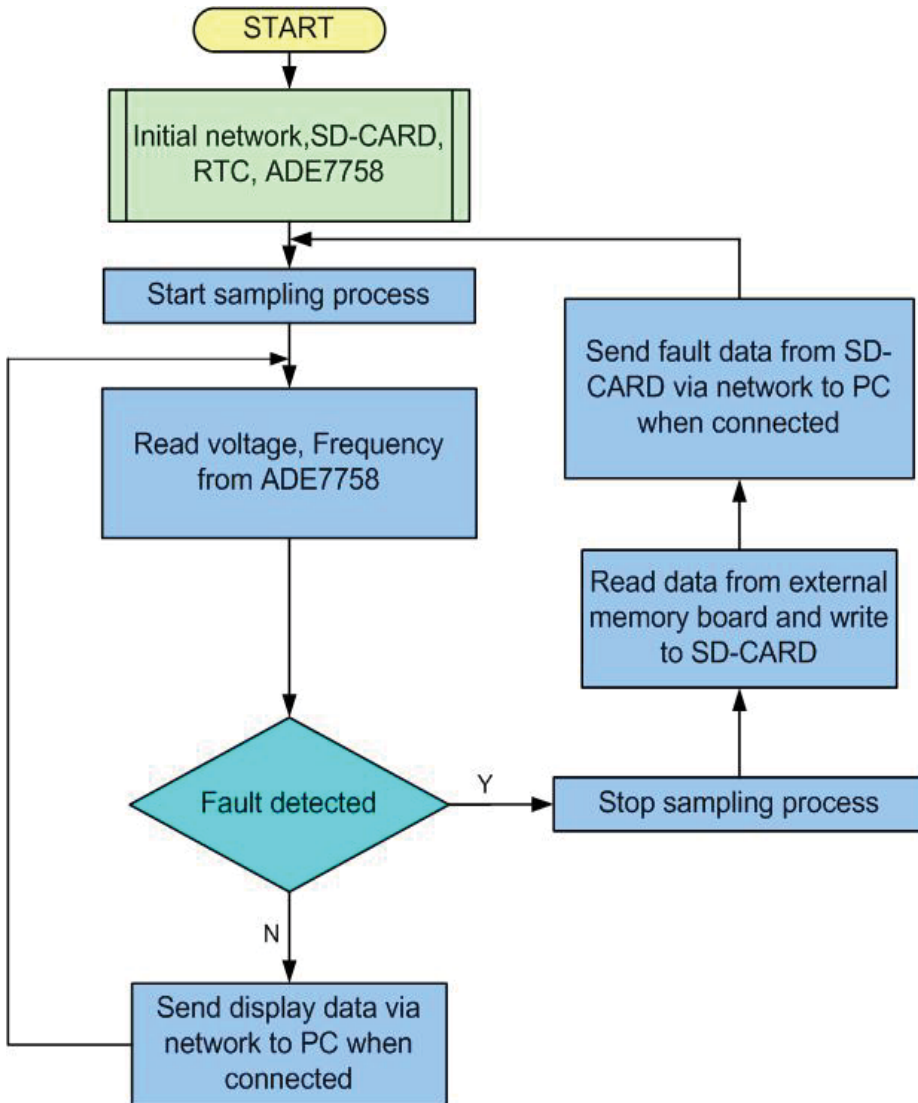 START
Initial network,SD-CARD,
RTC, ADE7758
Start sampling process
Read voltage, Frequency
from ADE7758
Fault detected
Y
N
Send display data via
network to PC when
connected
Stop sampling process
Read data from external
memory board and write
to SD-CARD
Send fault data from SD-
CARD via network to PC
when connected